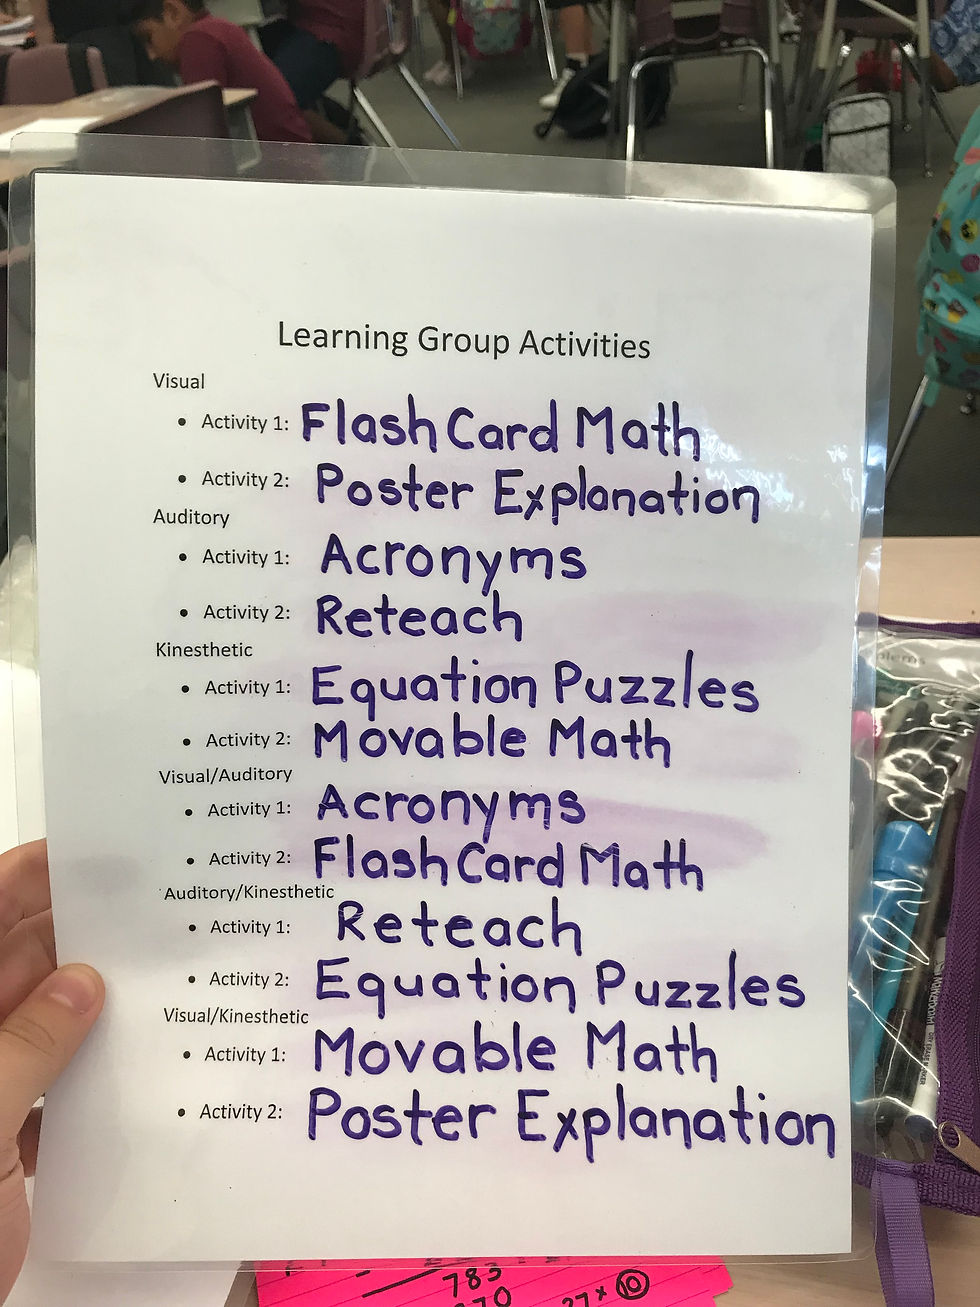 Learning Group Activities
Visual
• Activity 1: Flash Card Math
• Activity 2: Poster Explanation
Auditory
• Activity 1: Acronyms
• Activity 2: Reteach
Kinesthetic
• Activity 1: Equation Puzzles
• Activity 2: Movable Math
Visual/Auditory
• Activity 1: Acronyms
• Activity 2: Flash Card Math
Auditory/Kinesthetic
• Activity 1: Reteach
• Activity 2: Equation Puzzles
Visual/Kinesthetic
• Activity 1: Movable Math
• Activity 2: Poster Explanation
783